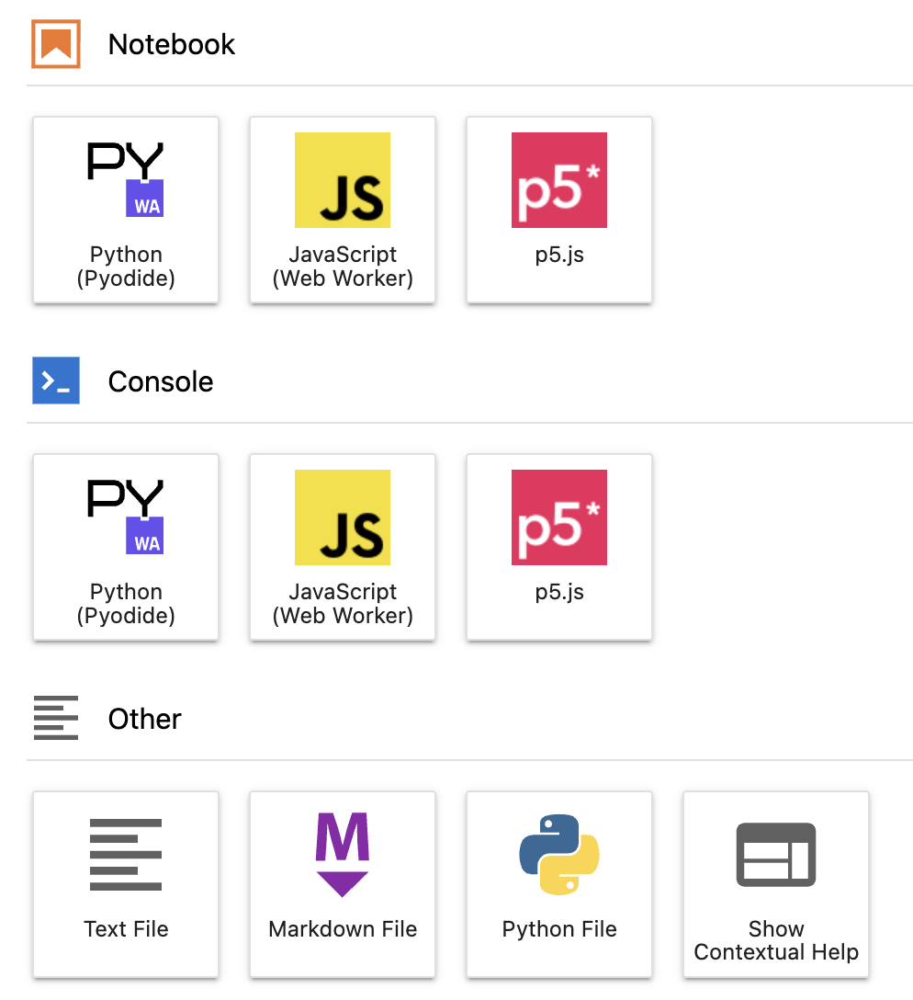 Notebook
PY
WA
JS
p5*
Python
(Pyodide)
JavaScript
(Web Worker)
p5.js
Console
PY
WA
JS
p5*
Python
(Pyodide)
JavaScript
(Web Worker)
p5.js
Other
M
Text File
Markdown File
Python File
Show
Contextual Help